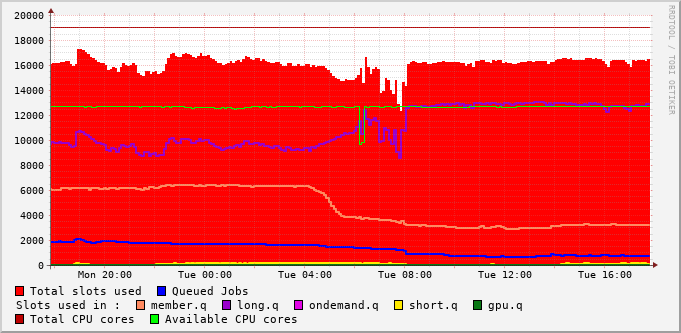 20000
18000
16000
14000
12000
10000
8000
6000
4000
2000
0
Mon 20:00 Tue 00:00 Tue 04:00 Tue 08:00 Tue 12:00 Tue 16:00
RRDTOOL / TOBI OETIKER
Total slots used Queued Jobs
Slots used in : member.q long.q ondemand.q short.q gpu.q
Total CPU cores Available CPU cores